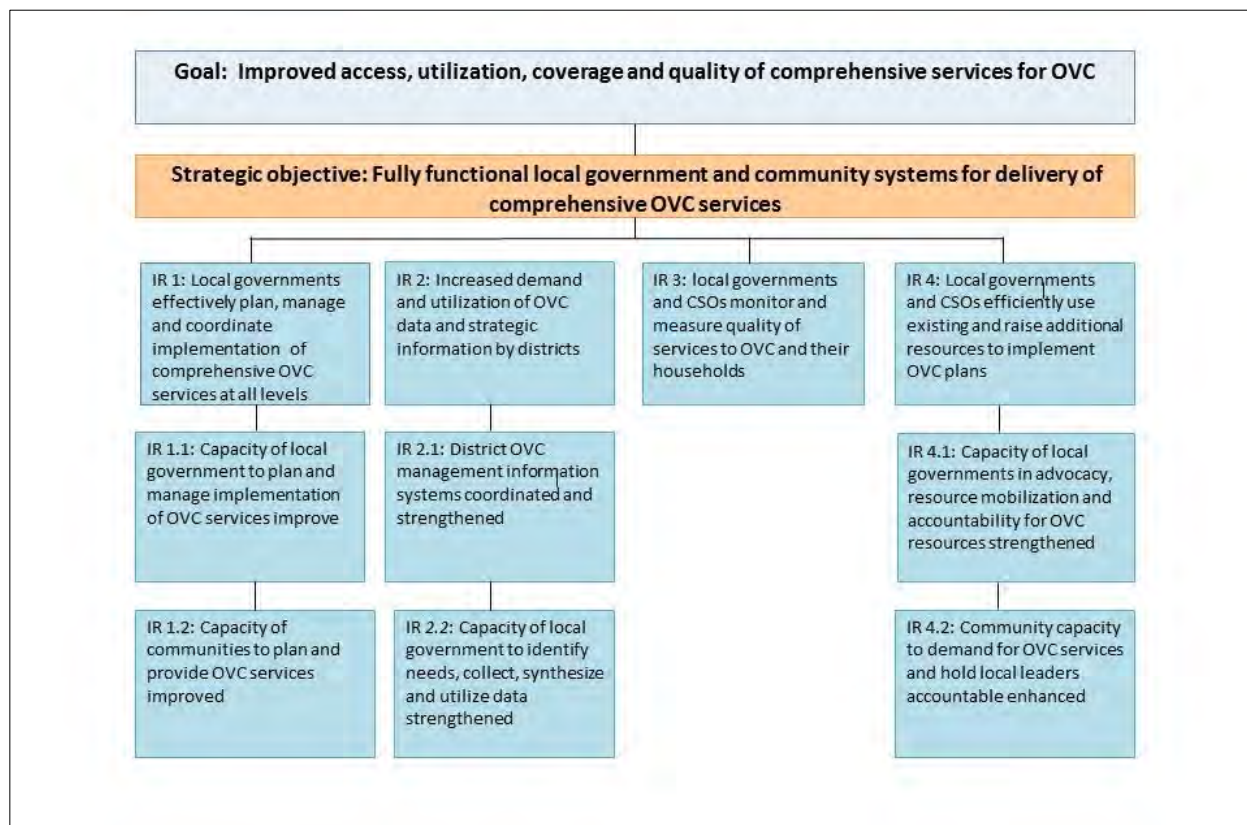 Goal: Improved access, utilization, coverage and quality of comprehensive services for OVC
Strategic objective: Fully functional local government and community systems for delivery of
comprehensive OVC services
IR 1: Local governments
effectively plan, manage
and coordinate
implementation of
comprehensive OVC
services at all levels
IR 2: Increased demand
and utilization of OVC
data and strategic
information by districts
IR 3: local governments
and CSOs monitor and
measure quality of
services to OVC and their
households
IR 4: Local governments
and CSOs efficiently use
existing and raise additional
resources to implement
OVC plans
IR 1.1: Capacity of local
government to plan and
manage implementation
of OVC services improve
IR 2.1: District OVC
management information
systems coordinated and
strengthened
IR 4.1: Capacity of local
governments in advocacy,
resource mobilization and
accountability for OVC
resources strengthened
IR 1.2: Capacity of
communities to plan and
provide OVC services
improved
IR 2.2: Capacity of local
government to identify
needs, collect, synthesize
and utilize data
strengthened
IR 4.2: Community capacity
to demand for OVC services
and hold local leaders
accountable enhanced